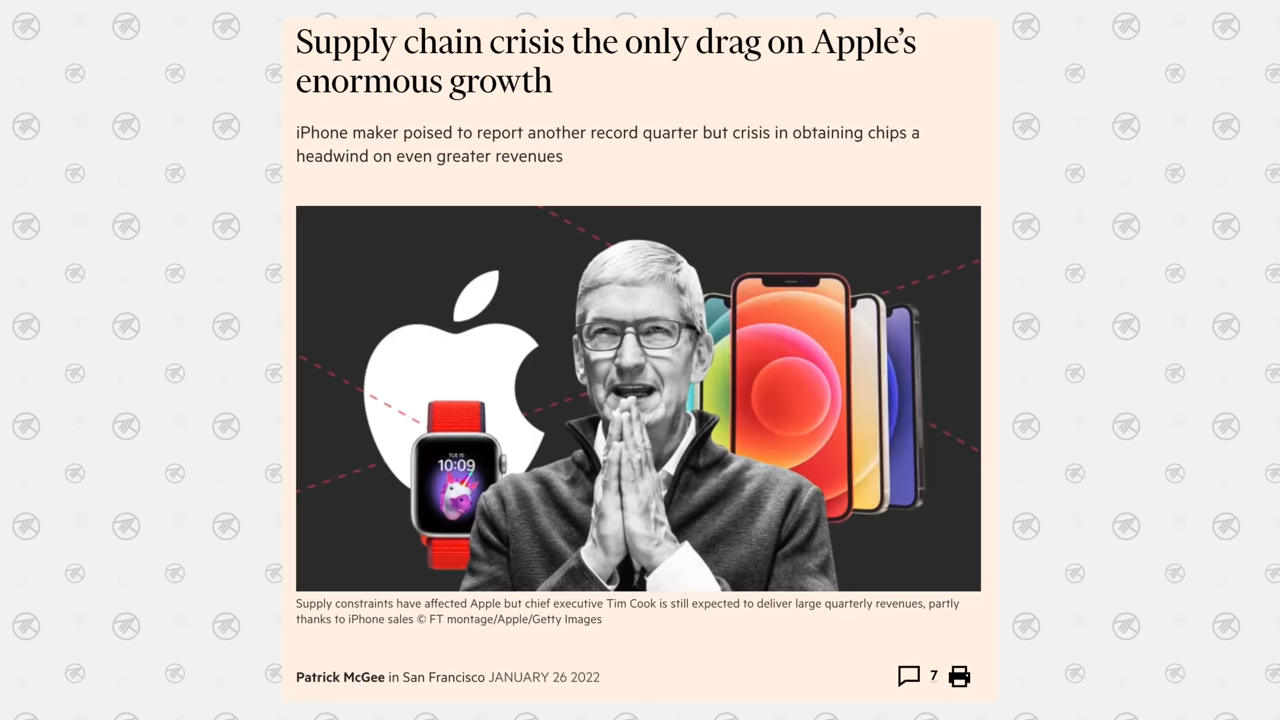 Supply chain crisis the only drag on Apple’s
enormous growth
iPhone maker poised to report another record quarter but crisis in obtaining chips a
headwind on even greater revenues
TUE 15
10:09
Supply constraints have affected Apple but chief executive Tim Cook is still expected to deliver large quarterly revenues, partly
thanks to iPhone sales © FT montage/Apple/Getty Images
Patrick McGee in San Francisco JANUARY 26 2022
7